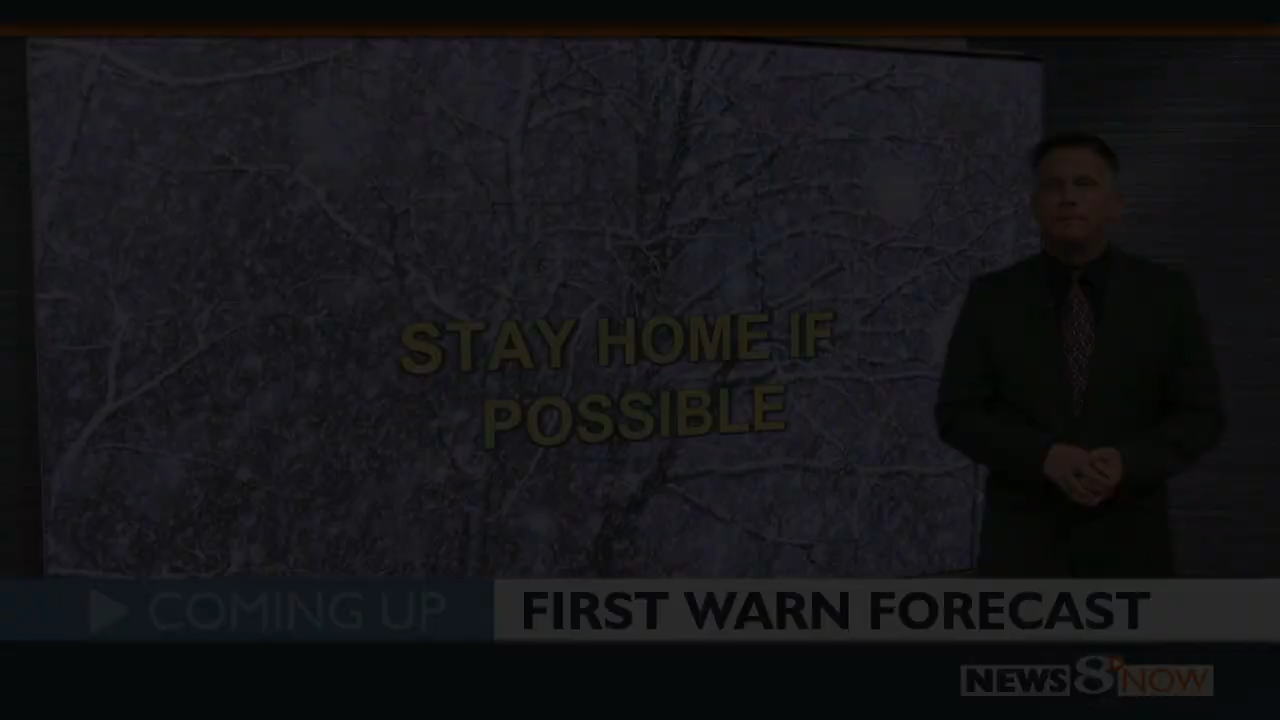 STAY HOME IF
POSSIBLE
COMING UP
FIRST WARN FORECAST
NEWS 8 NOW